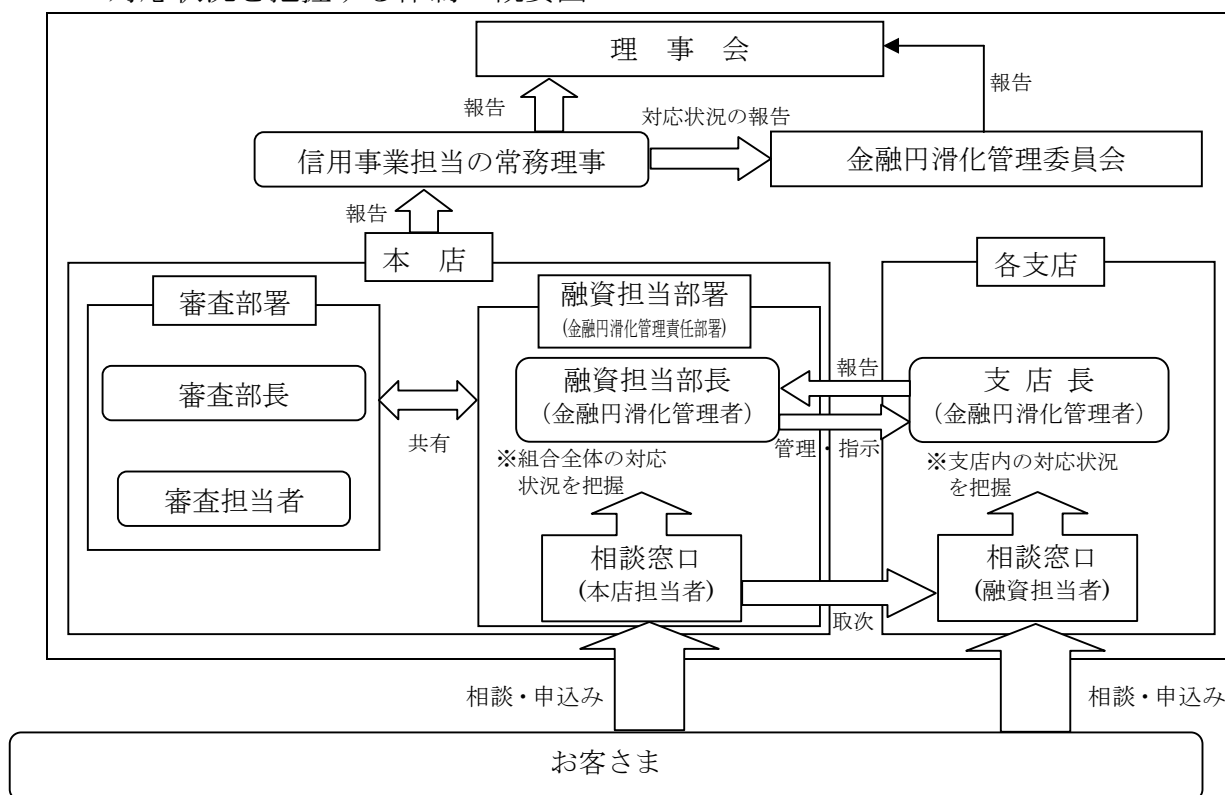 理　事　会
報告
対応状況の報告
報告
信用事業担当の常務理事
金融円滑化管理委員会
報告
本　店
各支店
審査部署
融資担当部署
(金融円滑化管理責任部署)
審査部長
共有
審査担当者
融資担当部長
(金融円滑化管理者)
報告
管理・指示
支 店 長
(金融円滑化管理者)
※組合全体の対応
状況を把握
※支店内の対応状況
を把握
相談窓口
(本店担当者)
取次
相談窓口
(融資担当者)
相談・申込み
相談・申込み
お客さま